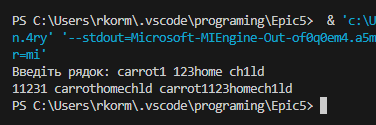 PS C:\Users\rkorm\.vscode\programing\Epic5> & 'c:\U
n.4ry' '--stdout=Microsoft-MIEngine-Out-of0q0em4.a5m
r=mi'
Введіть рядок: carrot1 123home ch1ld
11231 carrothomechld carrot1123homech1ld
PS C:\Users\rkorm\.vscode\programing\Epic5>